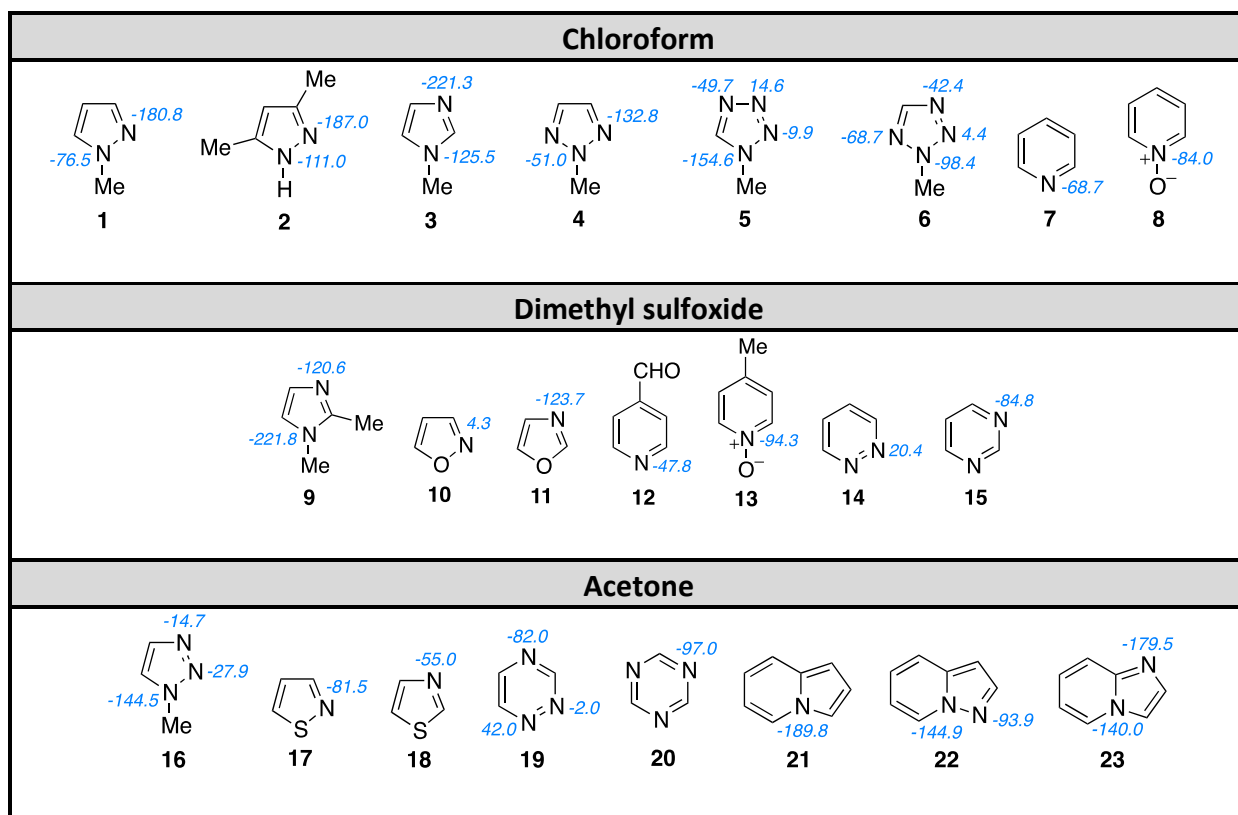 Chloroform
-180.8
N
-76.5 N
Me
1
Me
-187.0
N
Me
N -111.0
H
2
-221.3
N
N -125.5
Me
3
-132.8
N N
-51.0 N
Me
4
-49.7 14.6
N N
N -9.9
-154.6 N
Me
5
-42.4
N
-68.7 N N 4.4
N -98.4
Me
6
N -68.7
7
N + -84.0
O−
8
Dimethyl sulfoxide
-120.6
N
Me
-221.8 N
Me
9
4.3
N
O
10
-123.7
N
O
11
CHO
N -47.8
12
Me
N + -94.3
O−
13
N 20.4
N
14
-84.8
N
N
15
Acetone
-14.7
N
N -27.9
-144.5 N
Me
16
-81.5
N
S
17
-55.0
N
S
18
-82.0
N
N -2.0
42.0 N
19
-97.0
N N
N
20
N
-189.8
21
N N -93.9
-144.9
22
-179.5
N
N
-140.0
23